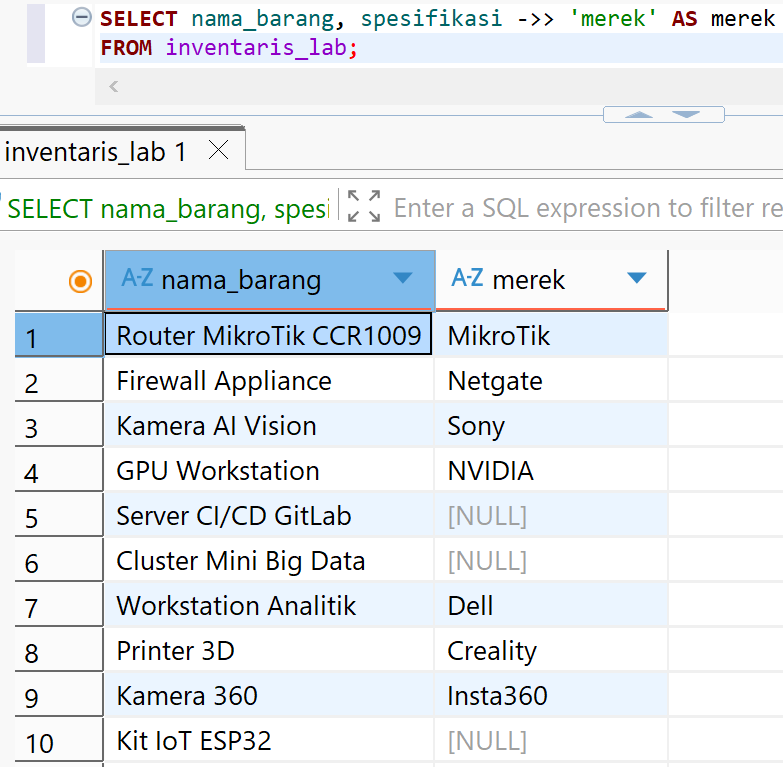 SELECT nama_barang, spesifikasi ->> 'merek' AS merek
FROM inventaris_lab;
inventaris_lab 1
SELECT nama_barang, spesi
Enter a SQL expression to filter re
A-Z nama_barang A-Z merek
1 Router MikroTik CCR1009 MikroTik
2 Firewall Appliance Netgate
3 Kamera AI Vision Sony
4 GPU Workstation NVIDIA
5 Server CI/CD GitLab [NULL]
6 Cluster Mini Big Data [NULL]
7 Workstation Analitik Dell
8 Printer 3D Creality
9 Kamera 360 Insta360
10 Kit IoT ESP32 [NULL]